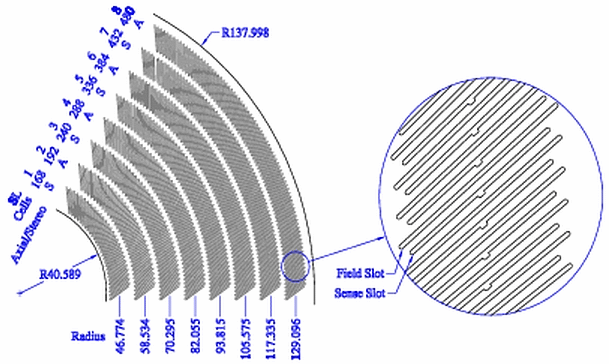 SL 1 2 3 4 5 6 7 8
Cells 168 192 240 288 336 384 432 480
Axial/Stereo S A S A S A S A
R137.998
R40.589
Field Slot
Sense Slot
Radius 46.774 58.534 70.295 82.055 93.815 105.575 117.335 129.096